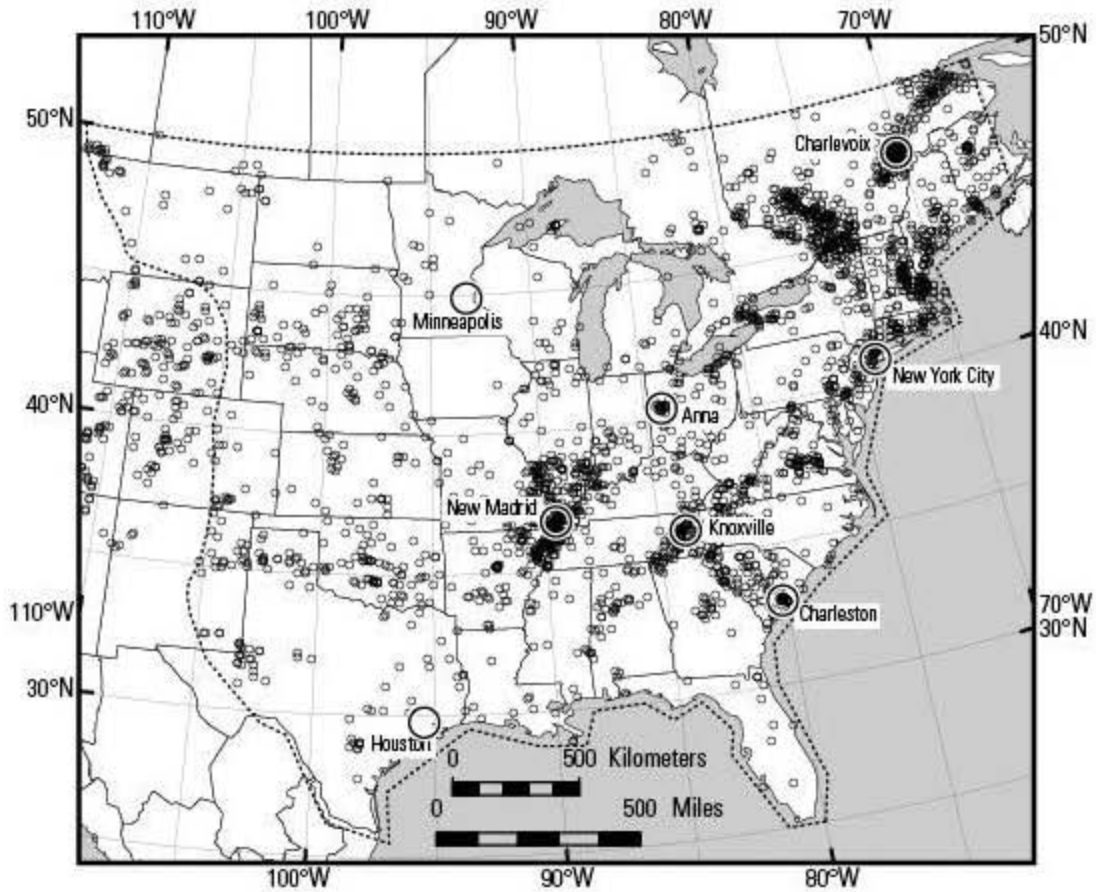 110°W 100°W 90°W 80°W 70°W
50°N
50°N
Charlevoix
Minneapolis
40°N
New York City
40°N
Anna
New Madrid
Knoxville
110°W
Charleston
70°W
30°N
30°N
Houston
0 500 Kilometers
0 500 Miles
100°W 90°W 80°W